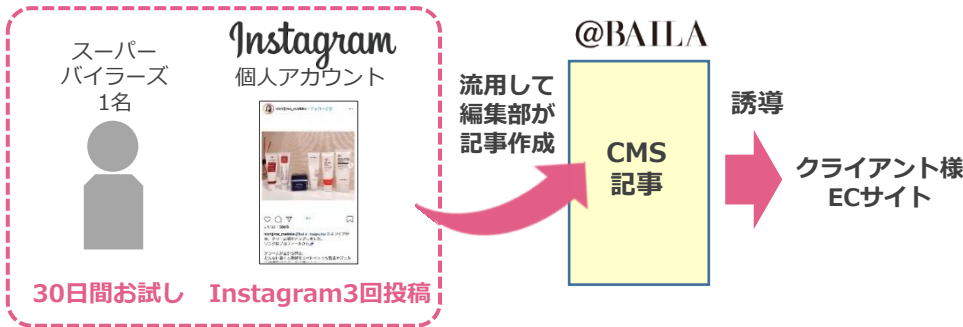 スーパー
バイラーズ
1名
Instagram
個人アカウント
30日間お試し
Instagram3回投稿
流用して
編集部が
記事作成
@BAILA
CMS
記事
誘導
クライアント様
ECサイト